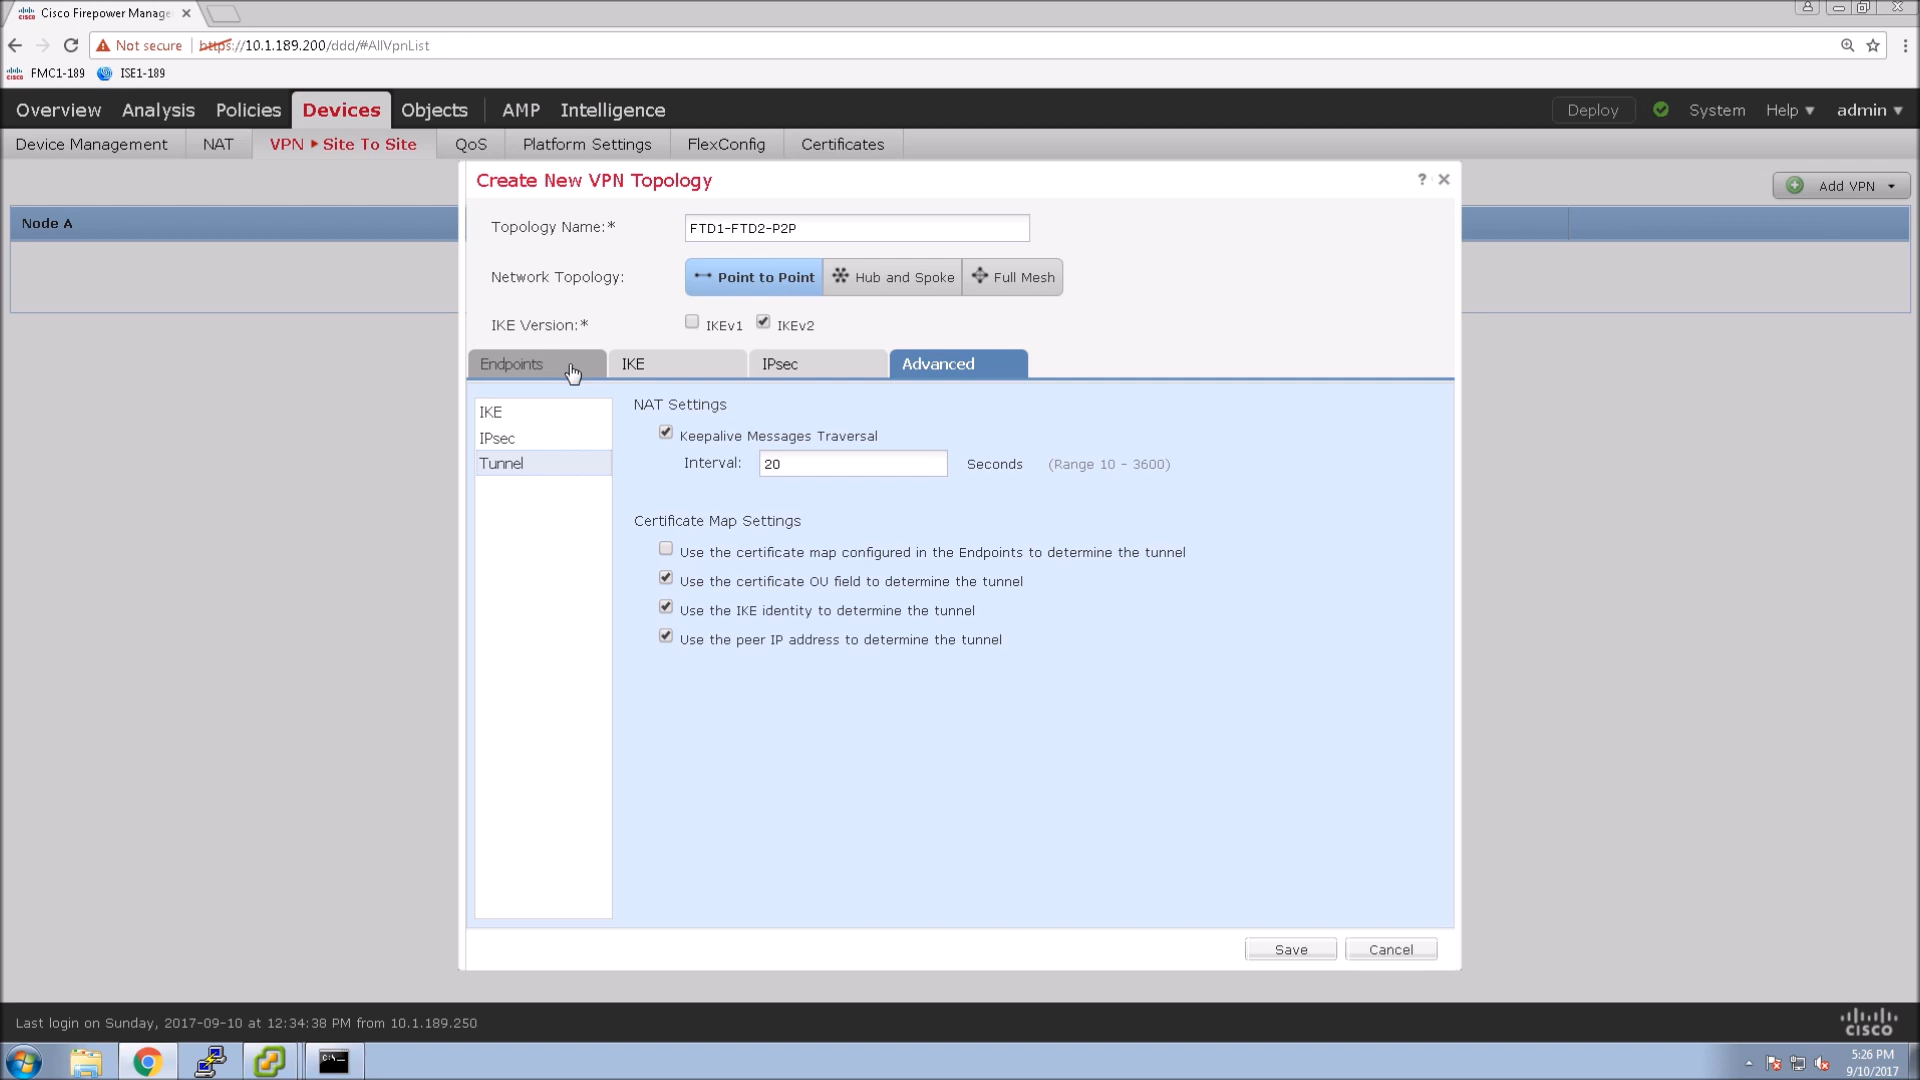 Cisco Firepower Manage
Not secure https://10.1.189.200/ddd/#AllVpnList
FMC1-189 ISE1-189
Overview Analysis Policies Devices Objects AMP Intelligence Deploy System Help admin
Device Management NAT VPN Site To Site QoS Platform Settings FlexConfig Certificates
Create New VPN Topology ?
Add VPN
Node A
Topology Name:* FTD1-FTD2-P2P
Network Topology: Point to Point Hub and Spoke Full Mesh
IKE Version:* IKEv1 IKEv2
Endpoints IKE IPsec Advanced
IKE
IPsec
Tunnel
NAT Settings
Keepalive Messages Traversal
Interval: 20 Seconds (Range 10 - 3600)
Certificate Map Settings
Use the certificate map configured in the Endpoints to determine the tunnel
Use the certificate OU field to determine the tunnel
Use the IKE identity to determine the tunnel
Use the peer IP address to determine the tunnel
Save Cancel
Last login on Sunday, 2017-09-10 at 12:34:38 PM from 10.1.189.250
CISCO
5:26 PM
9/10/2017